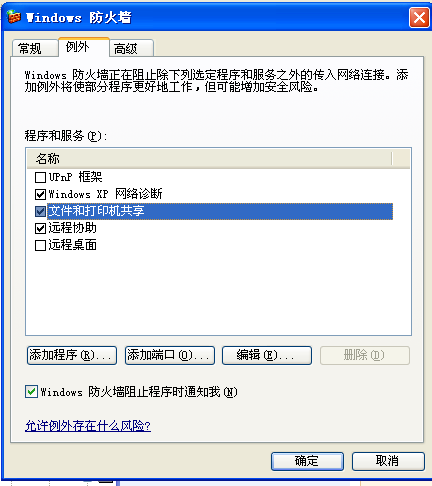 Windows 防火墙
常规 例外 高级
Windows 防火墙正在阻止除下列选定程序和服务之外的传入网络连接。添
加例外将使部分程序更好地工作,但可能增加安全风险。
程序和服务(P):
名称
UPnP 框架
Windows XP 网络诊断
文件和打印机共享
远程协助
远程桌面
添加程序(R)... 添加端口(O)... 编辑(E)... 删除(D)
Windows 防火墙阻止程序时通知我(N)
允许例外存在什么风险?
确定 取消